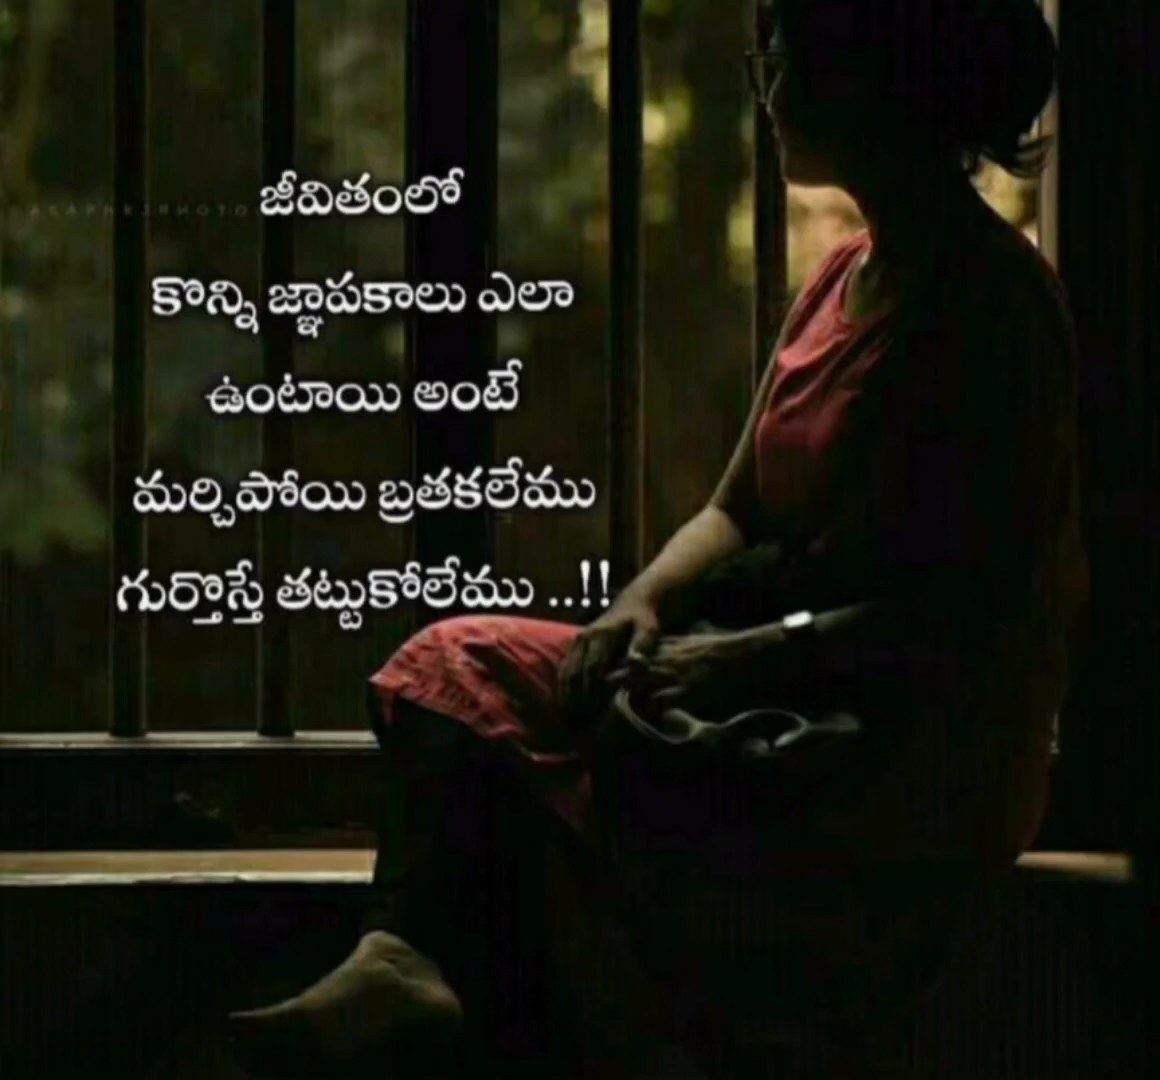 జీవితంలో
కొన్ని జ్ఞాపకాలు ఎలా
ఉంటాయి అంటే
మర్చిపోయి బ్రతకలేము
గుర్తొస్తే తట్టుకోలేము ..!!